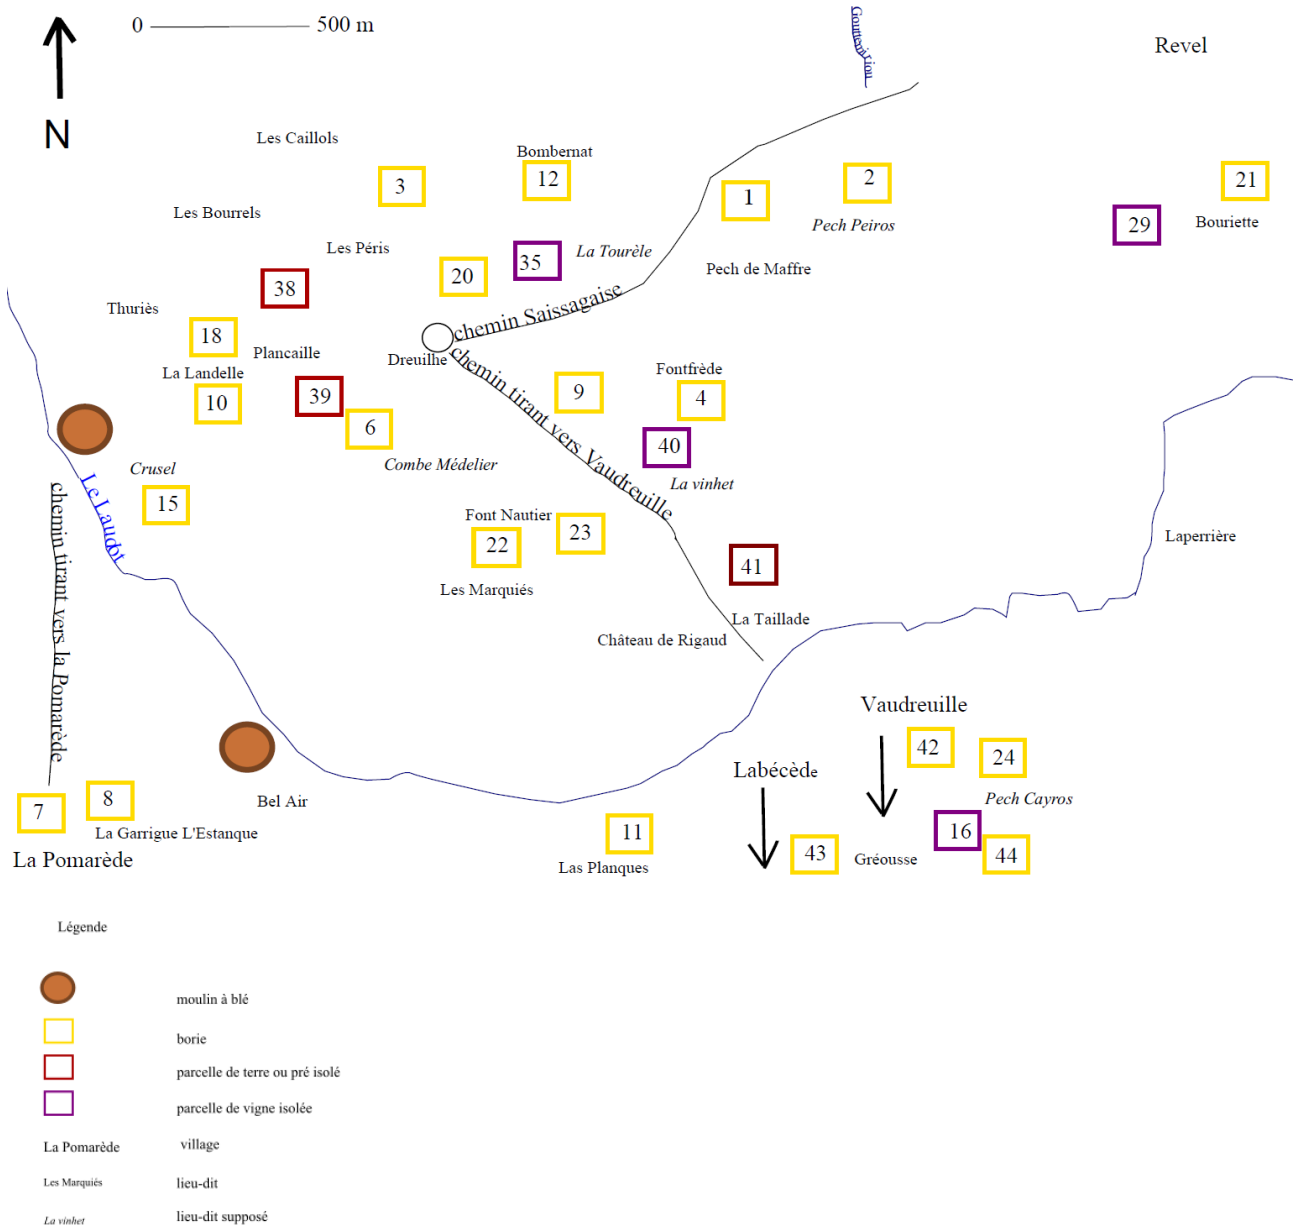 0 500 m
Gouttemition
Revel
N
Les Caillols
Bombernat
3
12
1
2
21
Les Bourrels
Pech Peiros
29
Bouriette
Les Péris
La Tourèle
35
20
Pech de Maffre
38
chemin Saissagaise
Thuriès
18
Plancaille
Dreuilhe
chemin tirant vers Vaudreuille
Fontfrède
La Landelle
10
39
9
4
6
40
Crusel
Combe Médelier
La vinhet
Le Laudot
15
chemin tirant vers la Pomarède
Font Nautier
22
23
Laperrière
41
Les Marquiés
La Taillade
Château de Rigaud
Vaudreuille
42
24
Labécède
Pech Cayros
Bel Air
7
8
La Garrigue L'Estanque
11
16
La Pomarède
Las Planques
43
Gréousse
44
Légende
moulin à blé
borie
parcelle de terre ou pré isolé
parcelle de vigne isolée
La Pomarède village
Les Marquiés lieu-dit
La vinhet lieu-dit supposé